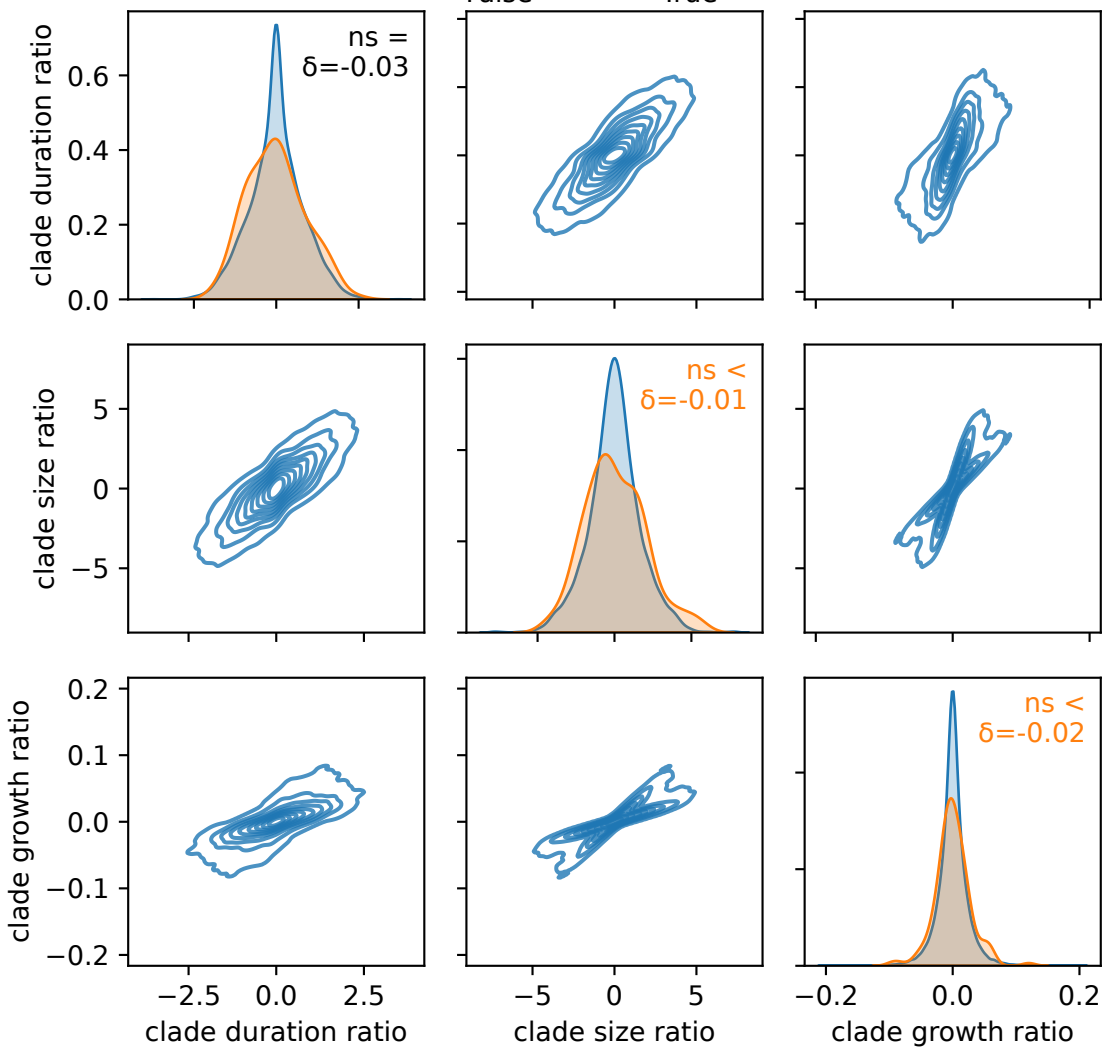 ns =
δ=-0.03
clade duration ratio
0.6
0.4
0.2
0.0
ns <
δ=-0.01
clade size ratio
5
0
−5
ns <
δ=-0.02
clade growth ratio
0.2
0.1
0.0
−0.1
−0.2
−2.5 0.0 2.5
−5 0 5
−0.2 0.0 0.2
clade duration ratio
clade size ratio
clade growth ratio